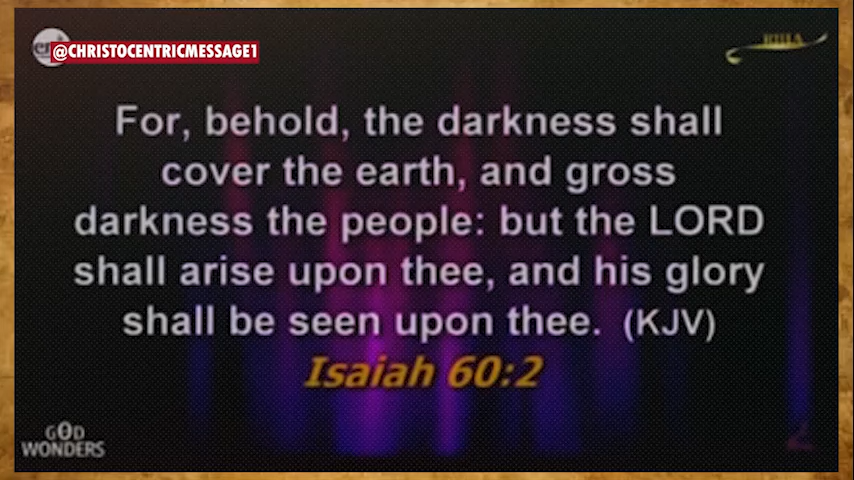 @CHRISTOCENTRICMESSAGE1
For, behold, the darkness shall
cover the earth, and gross
darkness the people: but the LORD
shall arise upon thee, and his glory
shall be seen upon thee. (KJV)
Isaiah 60:2
GOD
WONDERS